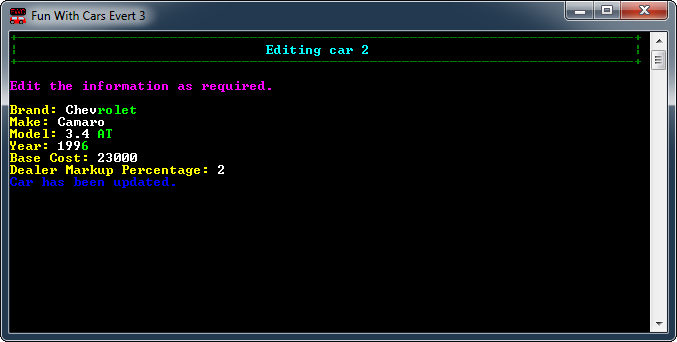 Fun With Cars Evert 3
Editing car 2
Edit the information as required.
Brand: Chevrolet
Make: Camaro
Model: 3.4 AT
Year: 1996
Base Cost: 23000
Dealer Markup Percentage: 2
Car has been updated.